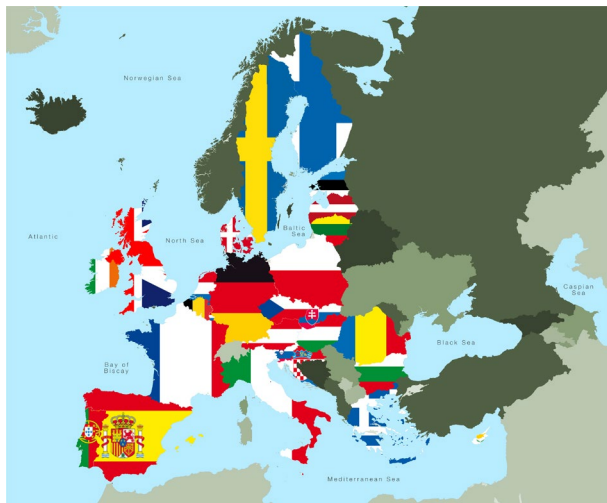 Norwegian Sea
Atlantic
North Sea
Baltic
Sea
Caspian
Sea
Black Sea
Bay of
Biscay
Mediterranean Sea